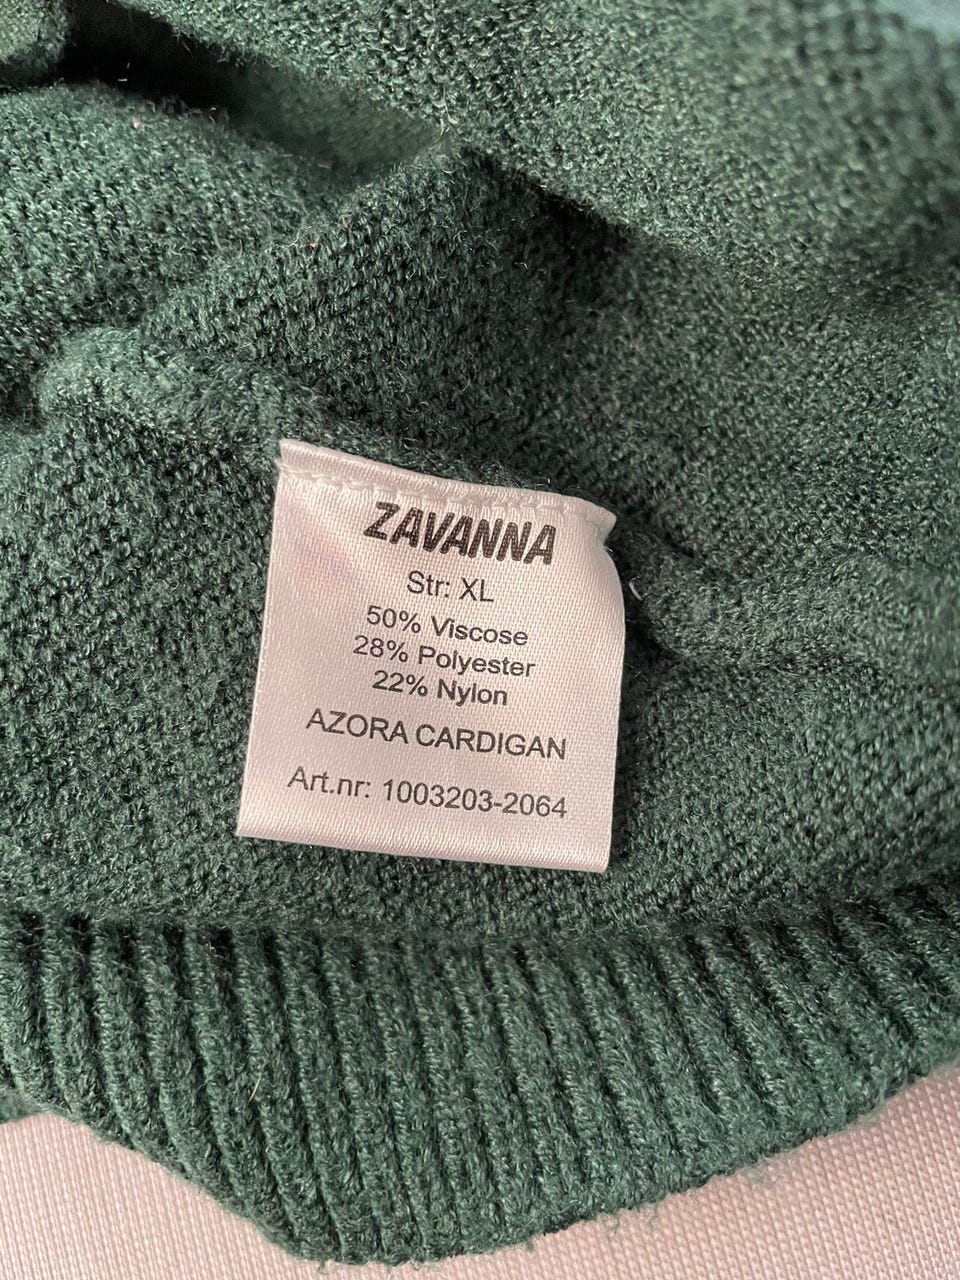 ZAVANNA
Str: XL
50% Viscose
28% Polyester
22% Nylon
AZORA CARDIGAN
Art.nr: 1003203-2064